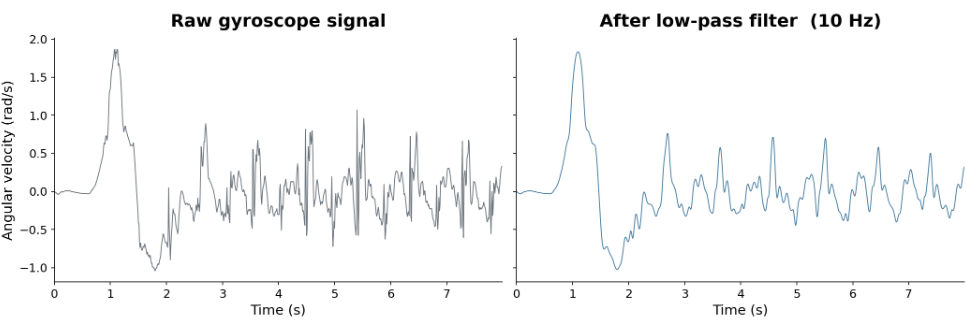 Raw gyroscope signal
After low-pass filter  (10 Hz)
Angular velocity (rad/s)
2.0
1.5
1.0
0.5
0.0
−0.5
−1.0
0 1 2 3 4 5 6 7
0 1 2 3 4 5 6 7
Time (s)
Time (s)